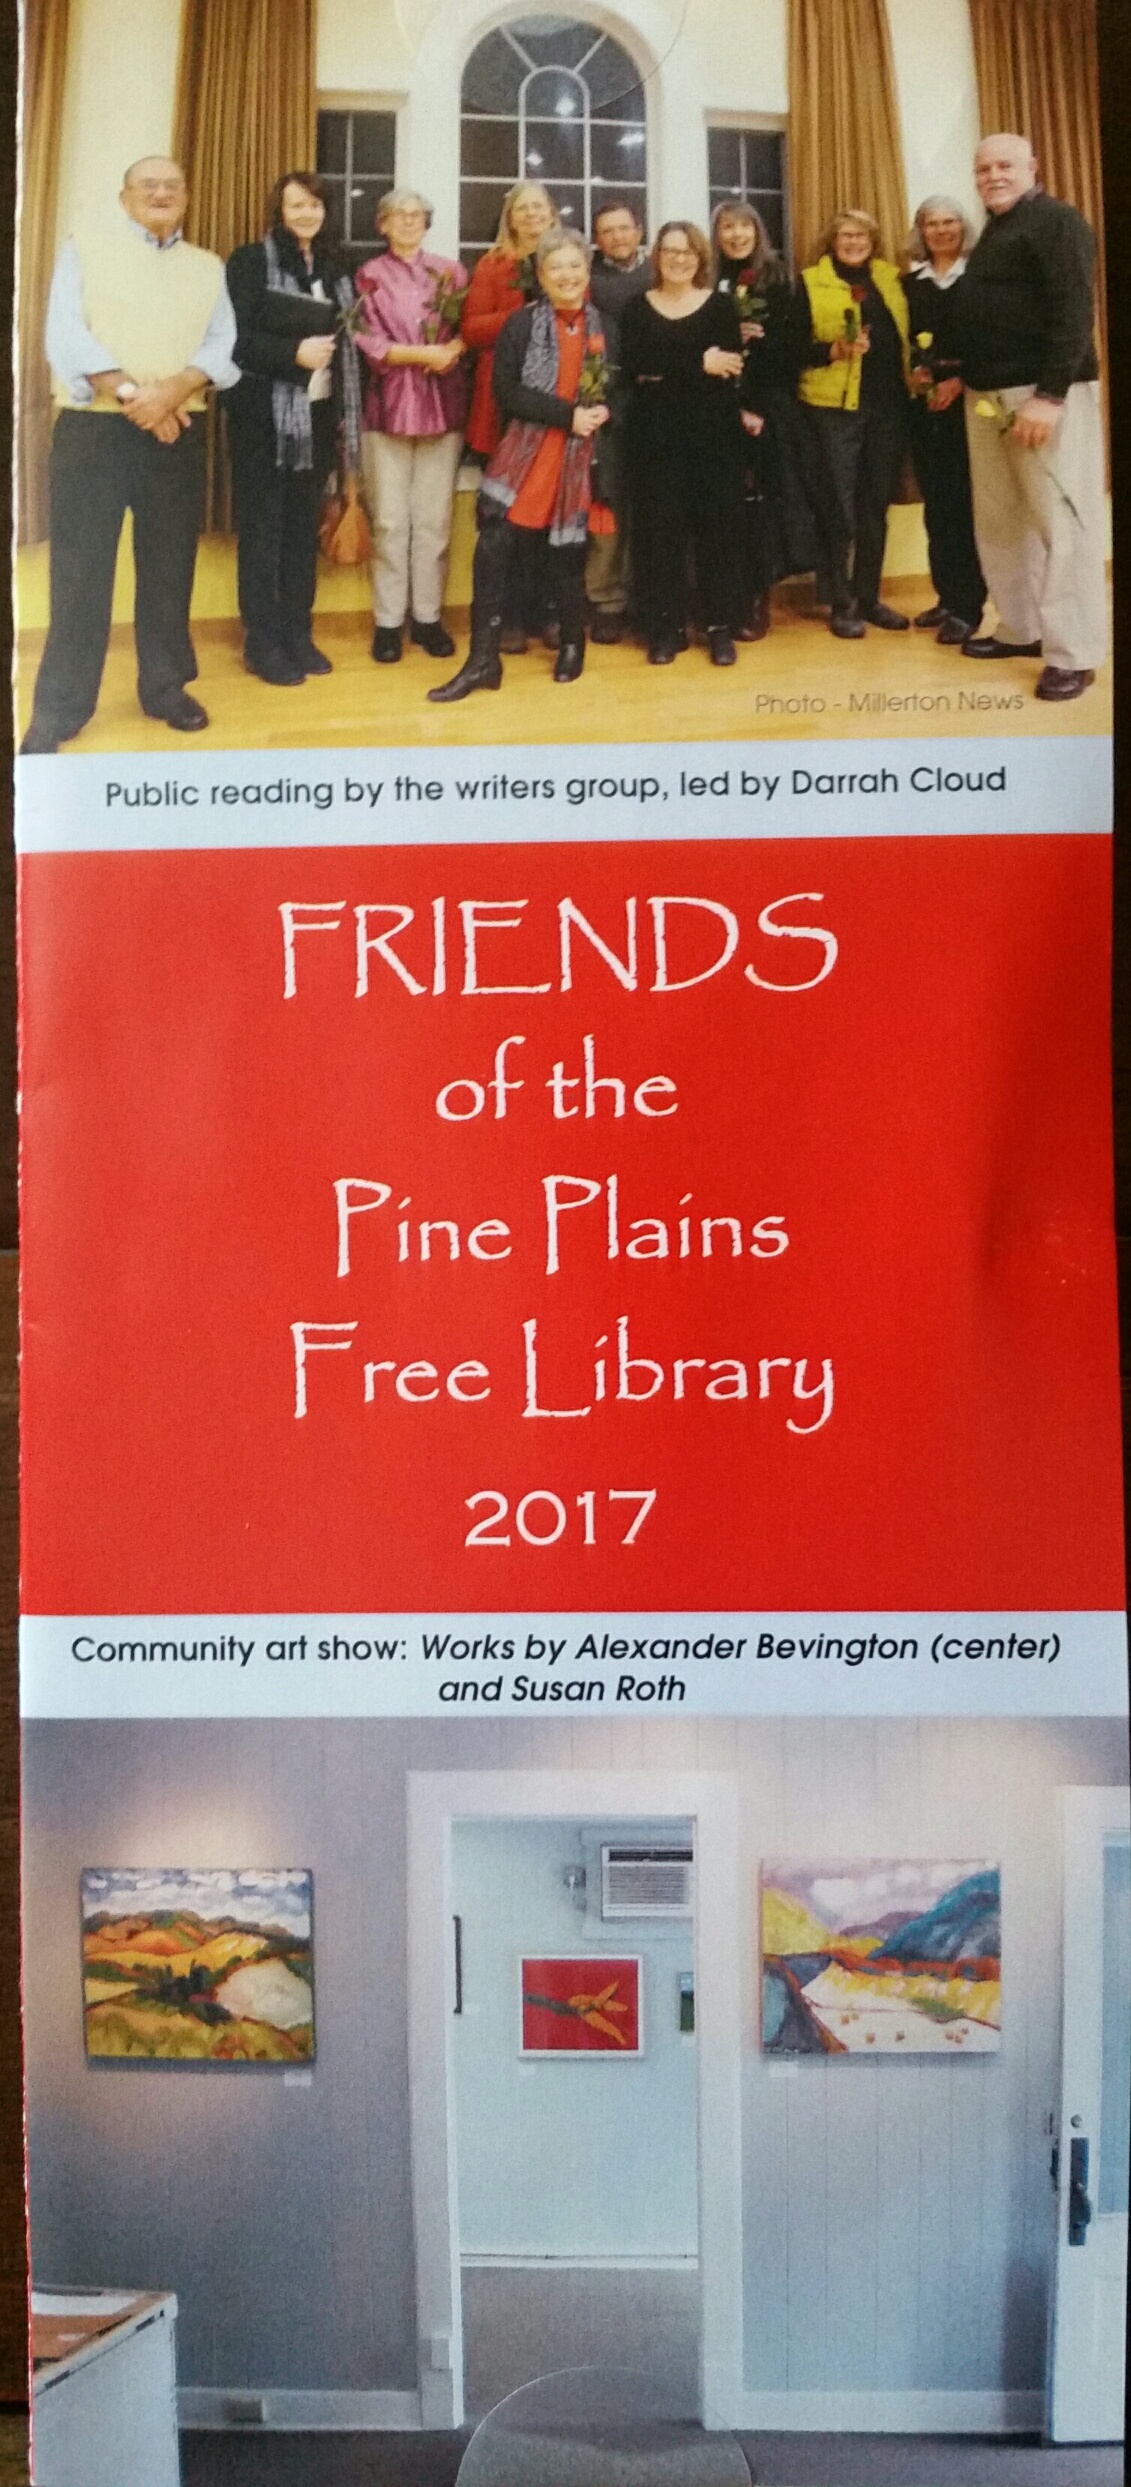 Photo - Millerton News
Public reading by the writers group, led by Darrah Cloud
FRIENDS
of the
Pine Plains
Free Library
2017
Community art show: Works by Alexander Bevington (center)
and Susan Roth